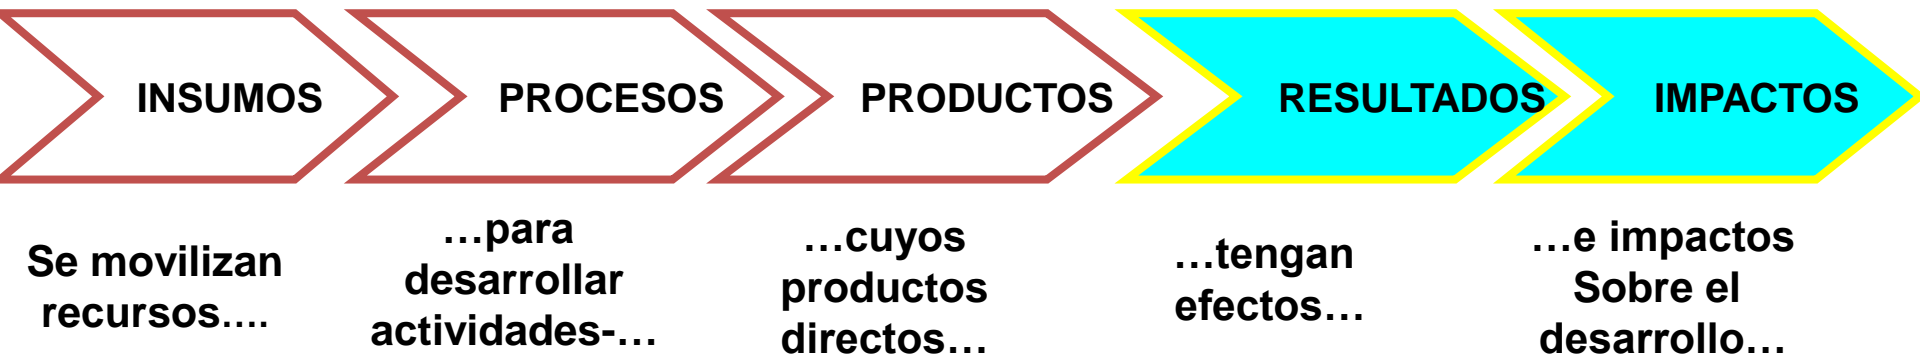 INSUMOS
PROCESOS
PRODUCTOS
RESULTADOS
IMPACTOS
Se movilizan
recursos....
…para
desarrollar
actividades-…
…cuyos
productos
directos…
…tengan
efectos…
…e impactos
Sobre el
desarrollo…